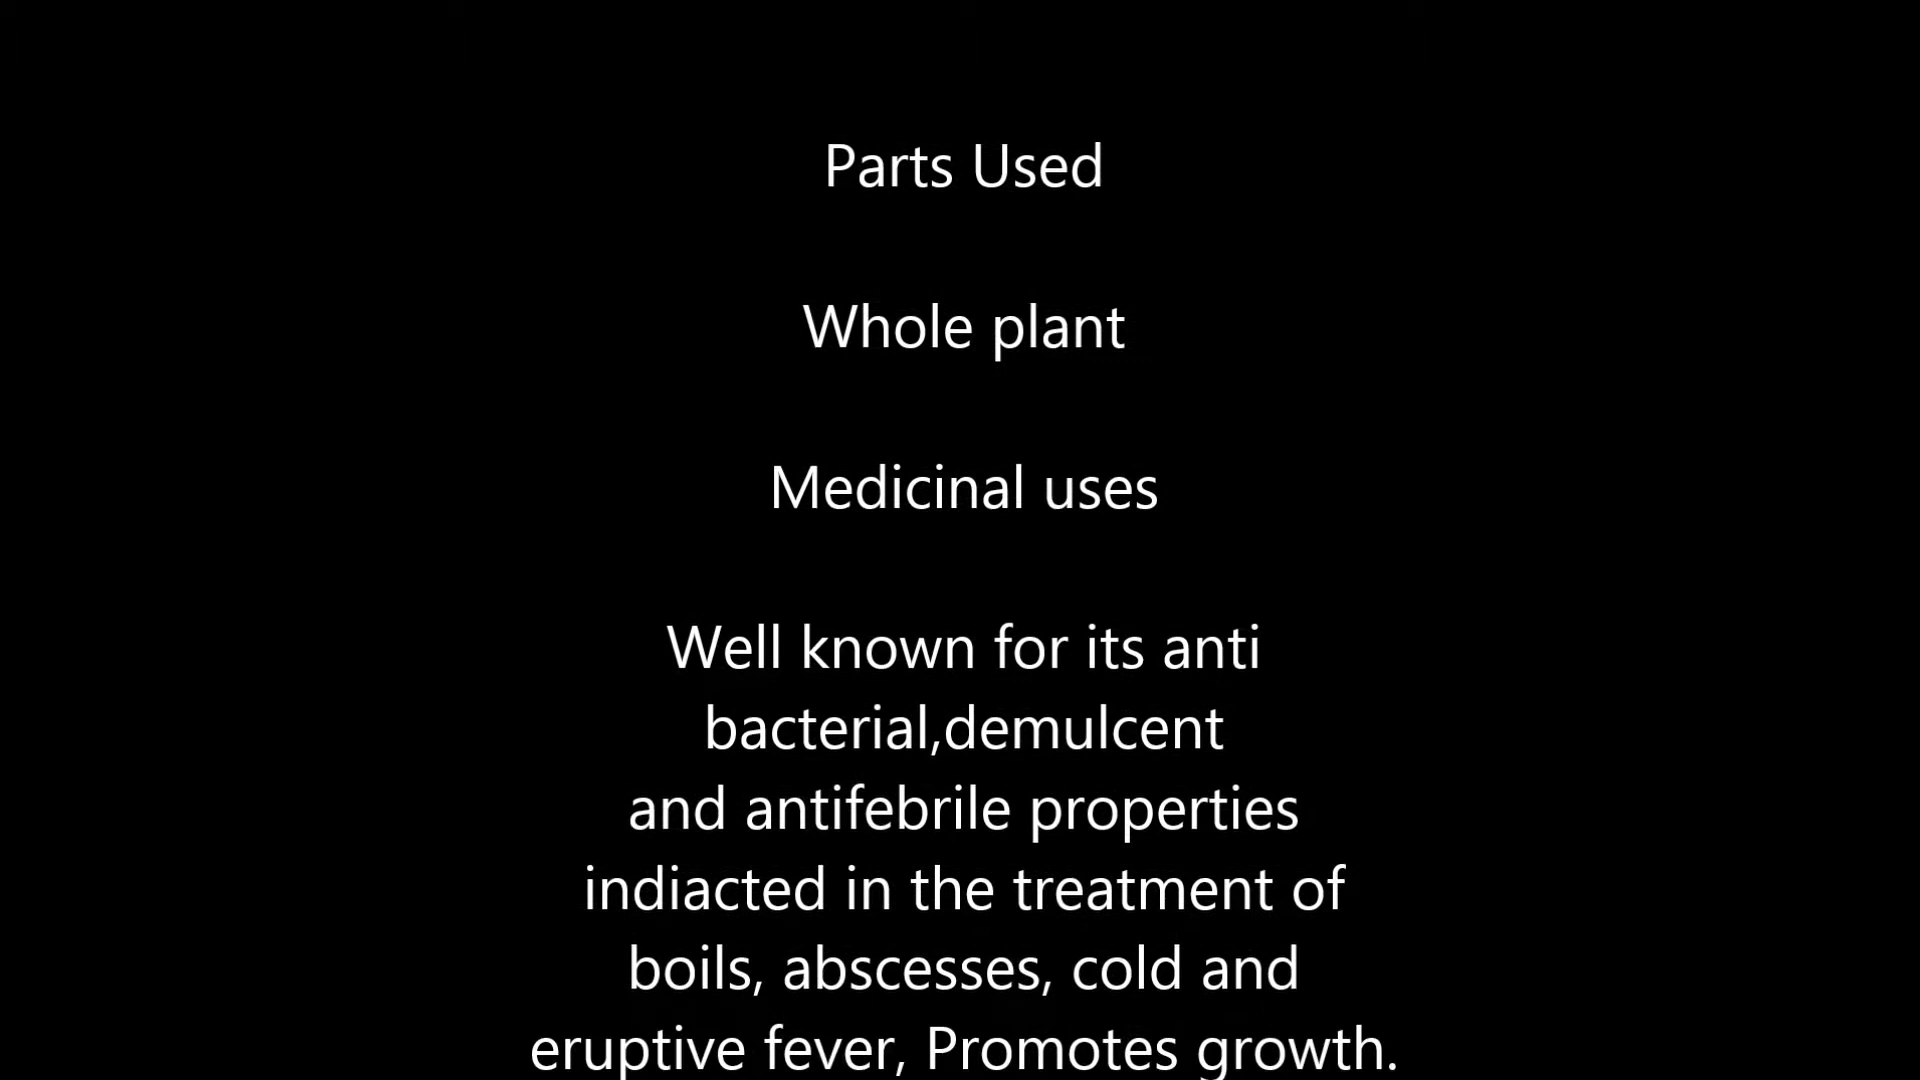 Parts Used
Whole plant
Medicinal uses
Well known for its anti
bacterial,demulcent
and antifebrile properties
indiacted in the treatment of
boils, abscesses, cold and
eruptive fever, Promotes growth.